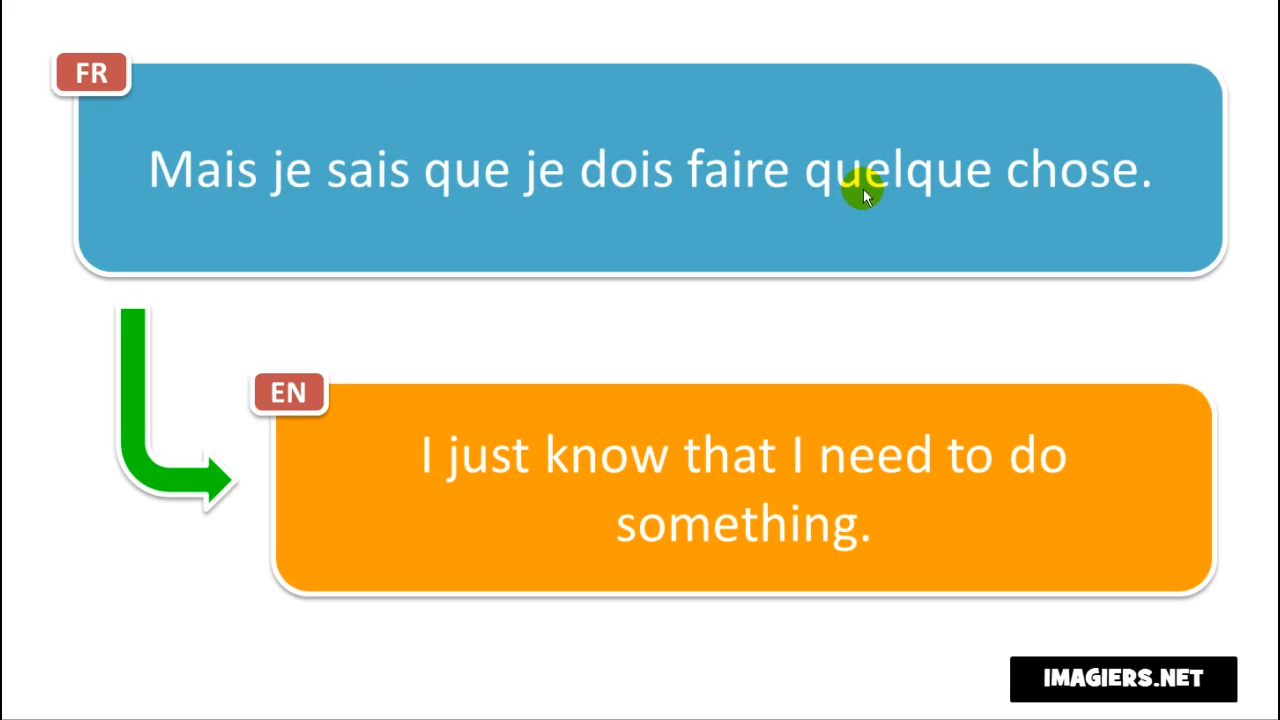 FR
Mais je sais que je dois faire quelque chose.
EN
I just know that I need to do
something.
IMAGIERS.NET